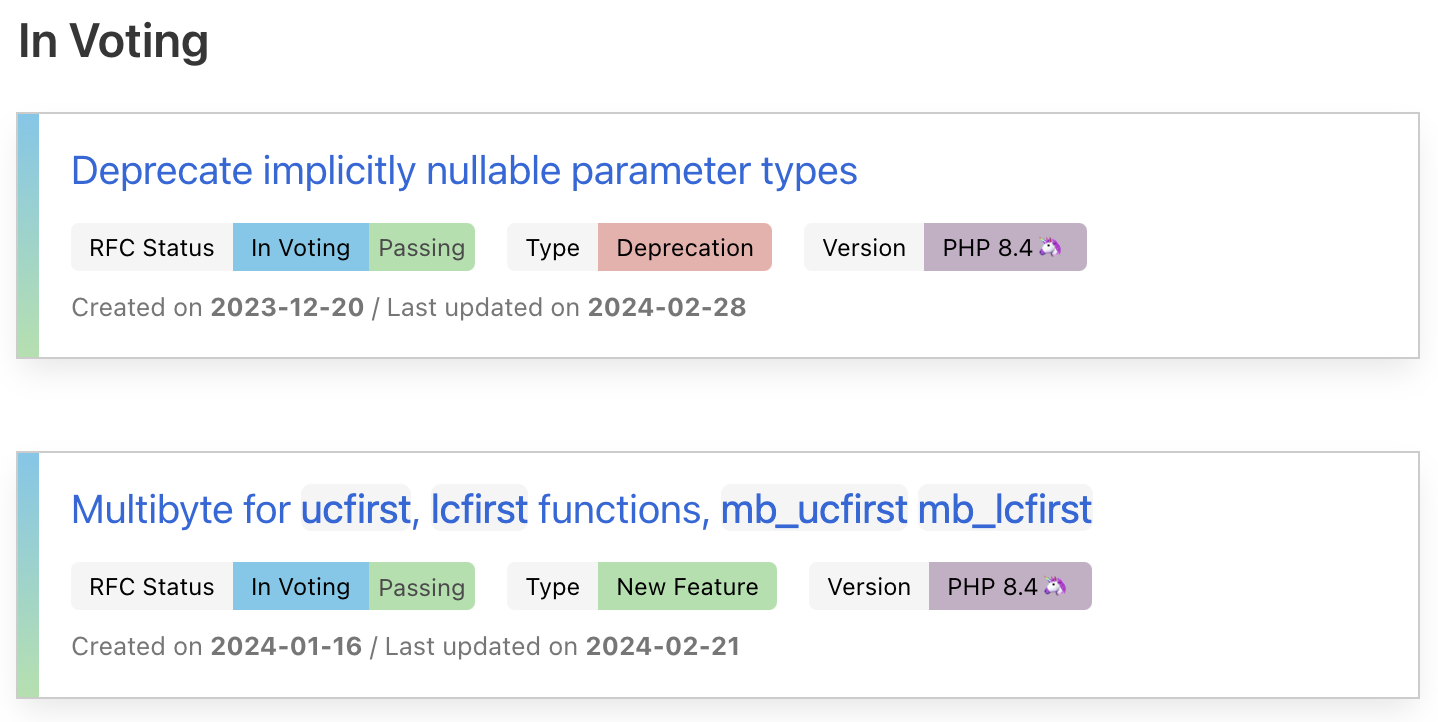 In Voting
Deprecate implicitly nullable parameter types
RFC Status In Voting Passing Type Deprecation Version PHP 8.4🦄
Created on 2023-12-20 / Last updated on 2024-02-28
Multibyte for ucfirst, lcfirst functions, mb_ucfirst mb_lcfirst
RFC Status In Voting Passing Type New Feature Version PHP 8.4🦄
Created on 2024-01-16 / Last updated on 2024-02-21